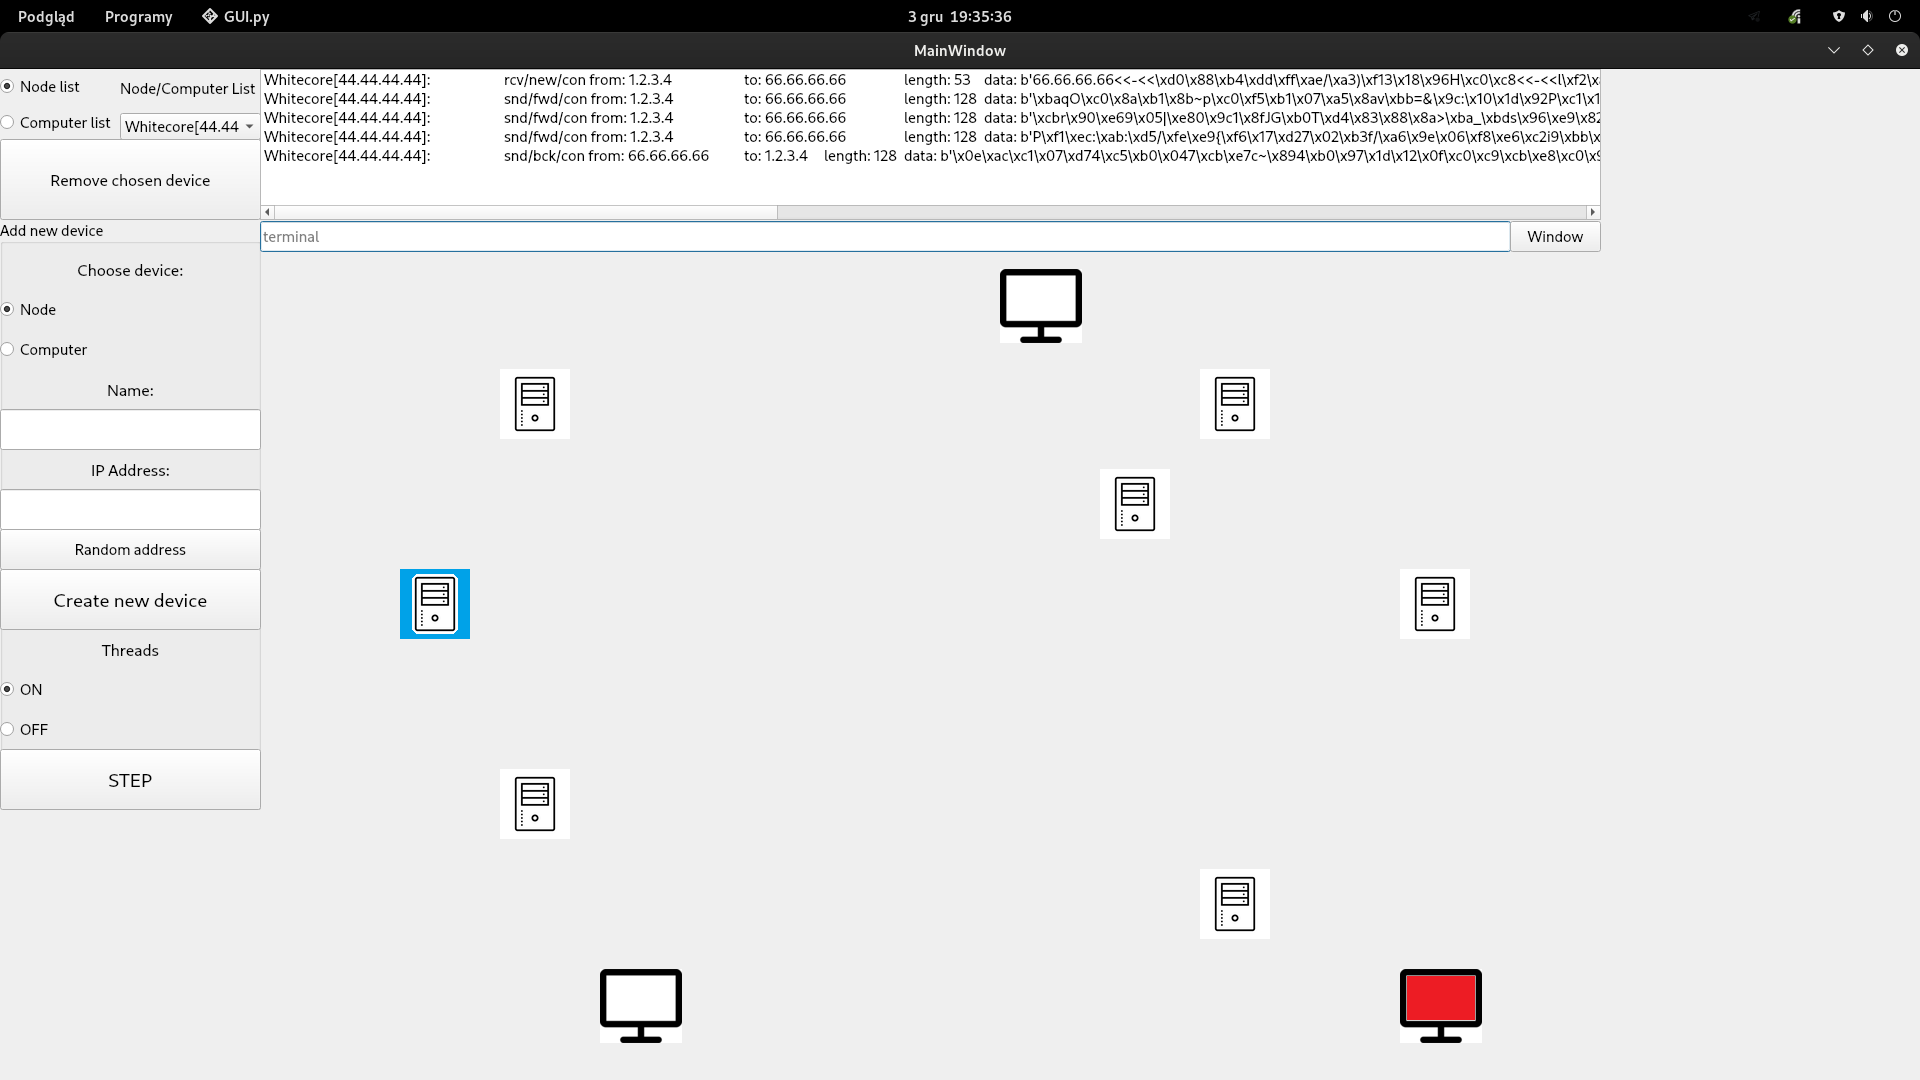 Podgląd Programy GUI.py 3 gru 19:35:36
MainWindow
Node list Node/Computer List
Computer list Whitecore[44.44
Remove chosen device
Whitecore[44.44.44.44]: rcv/new/con from: 1.2.3.4 to: 66.66.66.66 length: 53 data: b'66.66.66.66<<-<<\xd0\x88\xb4\xdd\xff\xae/\xa3)\xf13\x18\x96H\xc0\xc8<<-<<l\xf2\xa
Whitecore[44.44.44.44]: snd/fwd/con from: 1.2.3.4 to: 66.66.66.66 length: 128 data: b'\xbaqO\xc0\x8a\xb1\x8b~p\xc0\xf5\xb1\x07\xa5\x8av\xbb=&\x9c:\x10\x1d\x92P\xc1\x1
Whitecore[44.44.44.44]: snd/fwd/con from: 1.2.3.4 to: 66.66.66.66 length: 128 data: b'\xcbr\x90\xe69\x05|\xe80\x9c1\x8fJG\xb0T\xd4\x83\x88\x8a>\xba_\xbds\x96\xe9\x82
Whitecore[44.44.44.44]: snd/fwd/con from: 1.2.3.4 to: 66.66.66.66 length: 128 data: b'P\xf1\xec:\xab:\xd5/\xfe\xe9{\xf6\x17\xd27\x02\xb3f/\xa6\x9e\x06\xf8\xe6\xc2i9\xbb\x
Whitecore[44.44.44.44]: snd/bck/con from: 66.66.66.66 to: 1.2.3.4 length: 128 data: b'\x0e\xac\xc1\x07\xd74\xc5\xb0\x047\xcb\xe7c~\x894\xb0\x97\x1d\x12\x0f\xc0\xc9\xcb\xe8\xc0\x9
terminal Window
Add new device
Choose device:
Node
Computer
Name:
IP Address:
Random address
Create new device
Threads
ON
OFF
STEP